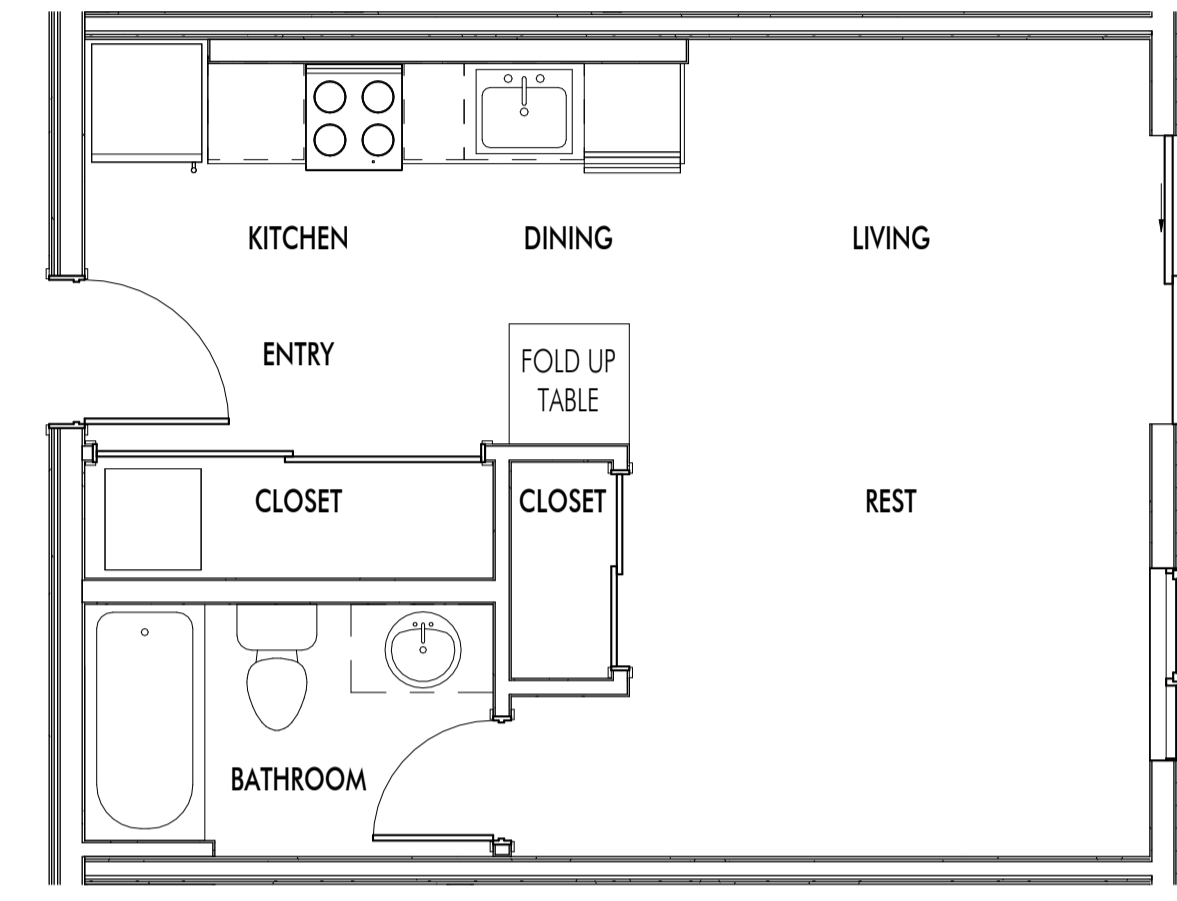 KITCHEN
DINING
LIVING
ENTRY
FOLD UP
TABLE
CLOSET
CLOSET
REST
BATHROOM